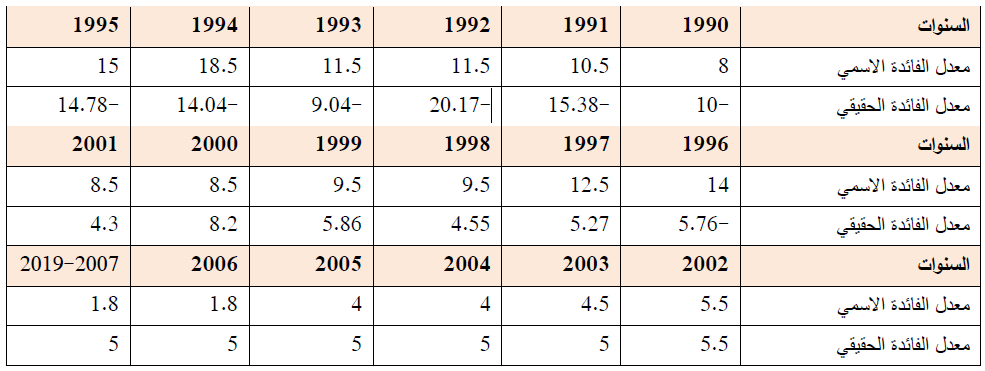 السنوات 1990 1991 1992 1993 1994 1995
معدل الفائدة الاسمي 8 10.5 11.5 11.5 18.5 15
معدل الفائدة الحقيقي 10- 15.38- 20.17- 9.04- 14.04- 14.78-
السنوات 1996 1997 1998 1999 2000 2001
معدل الفائدة الاسمي 14 12.5 9.5 9.5 8.5 8.5
معدل الفائدة الحقيقي 5.76- 5.27 4.55 5.86 8.2 4.3
السنوات 2002 2003 2004 2005 2006 2019-2007
معدل الفائدة الاسمي 5.5 4.5 4 4 1.8 1.8
معدل الفائدة الحقيقي 5.5 5 5 5 5 5